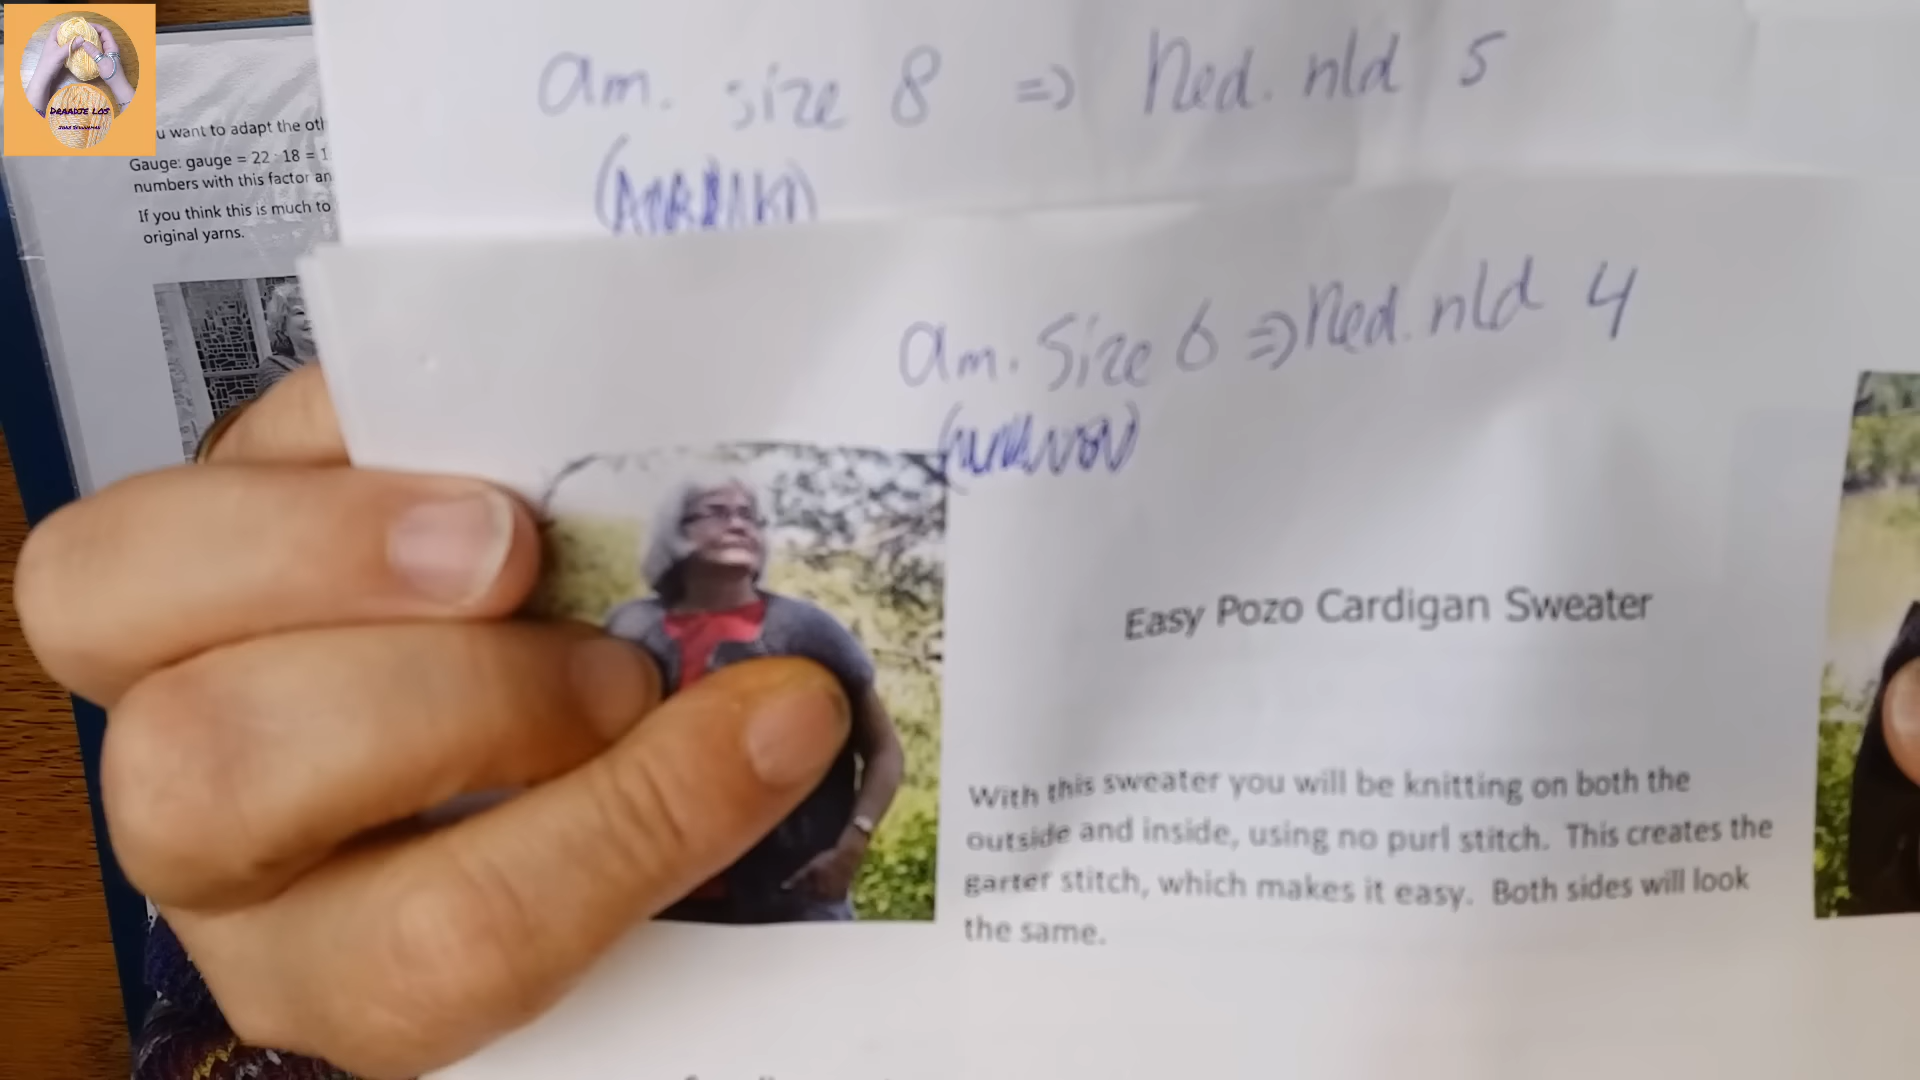 DRAADJE LOS
u want to adapt the oth
Gauge: gauge = 22 : 18 = 1
numbers with this factor an
If you think this is much to
original yarns.
am. size 8 => Ned. nld 5
am. Size 6 => Ned. nld 4
Easy Pozo Cardigan Sweater
With this sweater you will be knitting on both the
outside and inside, using no purl stitch. This creates the
garter stitch, which makes it easy. Both sides will look
the same.